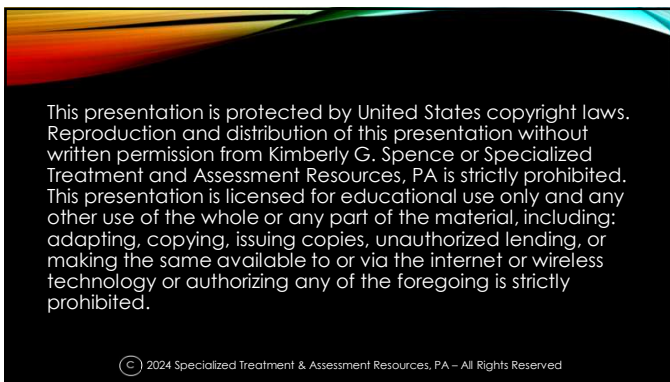 This presentation is protected by United States copyright laws.
Reproduction and distribution of this presentation without
written permission from Kimberly G. Spence or Specialized
Treatment and Assessment Resources, PA is strictly prohibited.
This presentation is licensed for educational use only and any
other use of the whole or any part of the material, including:
adapting, copying, issuing copies, unauthorized lending, or
making the same available to or via the internet or wireless
technology or authorizing any of the foregoing is strictly
prohibited.
C 2024 Specialized Treatment & Assessment Resources, PA – All Rights Reserved